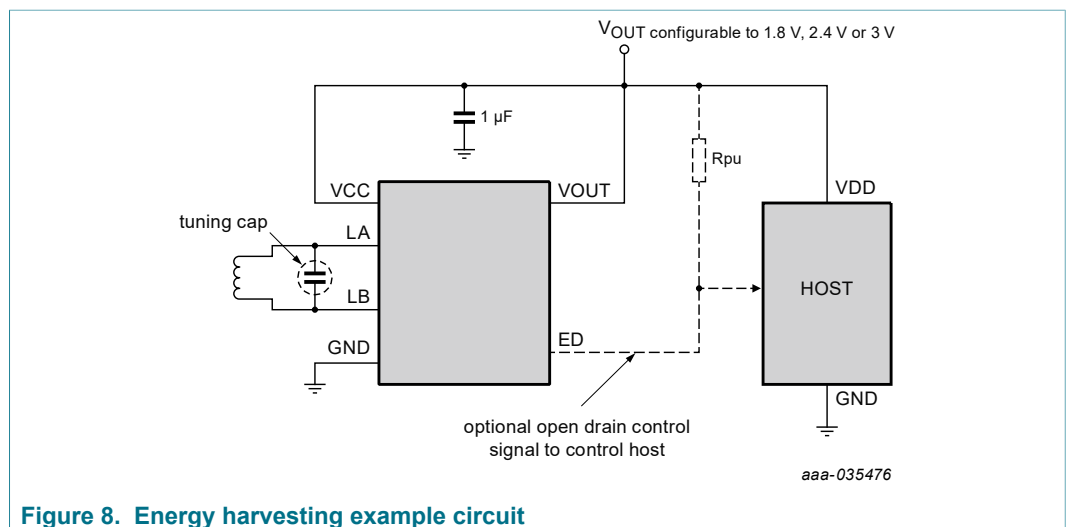 VOUT configurable to 1.8 V, 2.4 V or 3 V
1 µF
Rpu
VCC
VOUT
VDD
tuning cap
LA
LB
HOST
GND
ED
GND
optional open drain control
signal to control host
aaa-035476
Figure 8. Energy harvesting example circuit